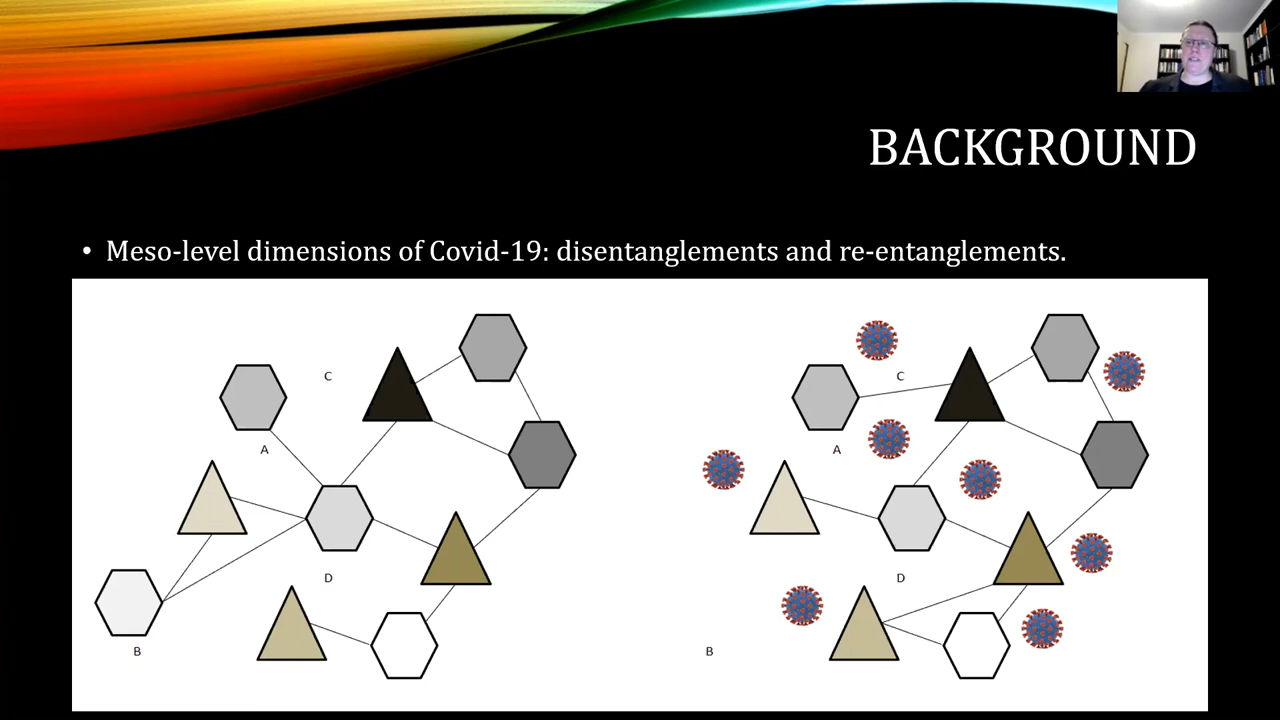 BACKGROUND
• Meso-level dimensions of Covid-19: disentanglements and re-entanglements.
C
C
A
A
D
D
B
B